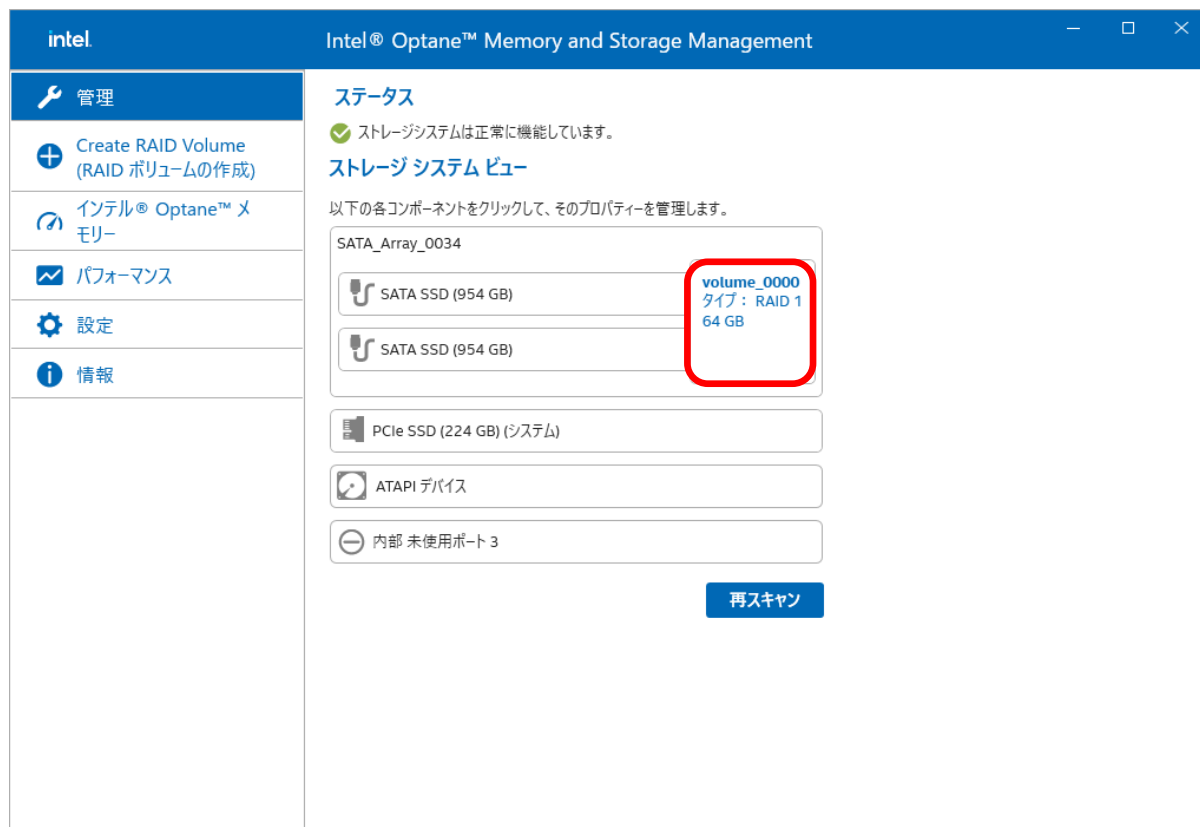 intel.
Intel® Optane™ Memory and Storage Management
管理
Create RAID Volume
(RAID ボリュームの作成)
インテル® Optane™ メ
モリー
パフォーマンス
設定
情報
ステータス
ストレージシステムは正常に機能しています。
ストレージ システム ビュー
以下の各コンポーネントをクリックして、そのプロパティーを管理します。
SATA_Array_0034
SATA SSD (954 GB)
SATA SSD (954 GB)
volume_0000
タイプ： RAID 1
64 GB
PCIe SSD (224 GB) (システム)
ATAPI デバイス
内部 未使用ポート 3
再スキャン